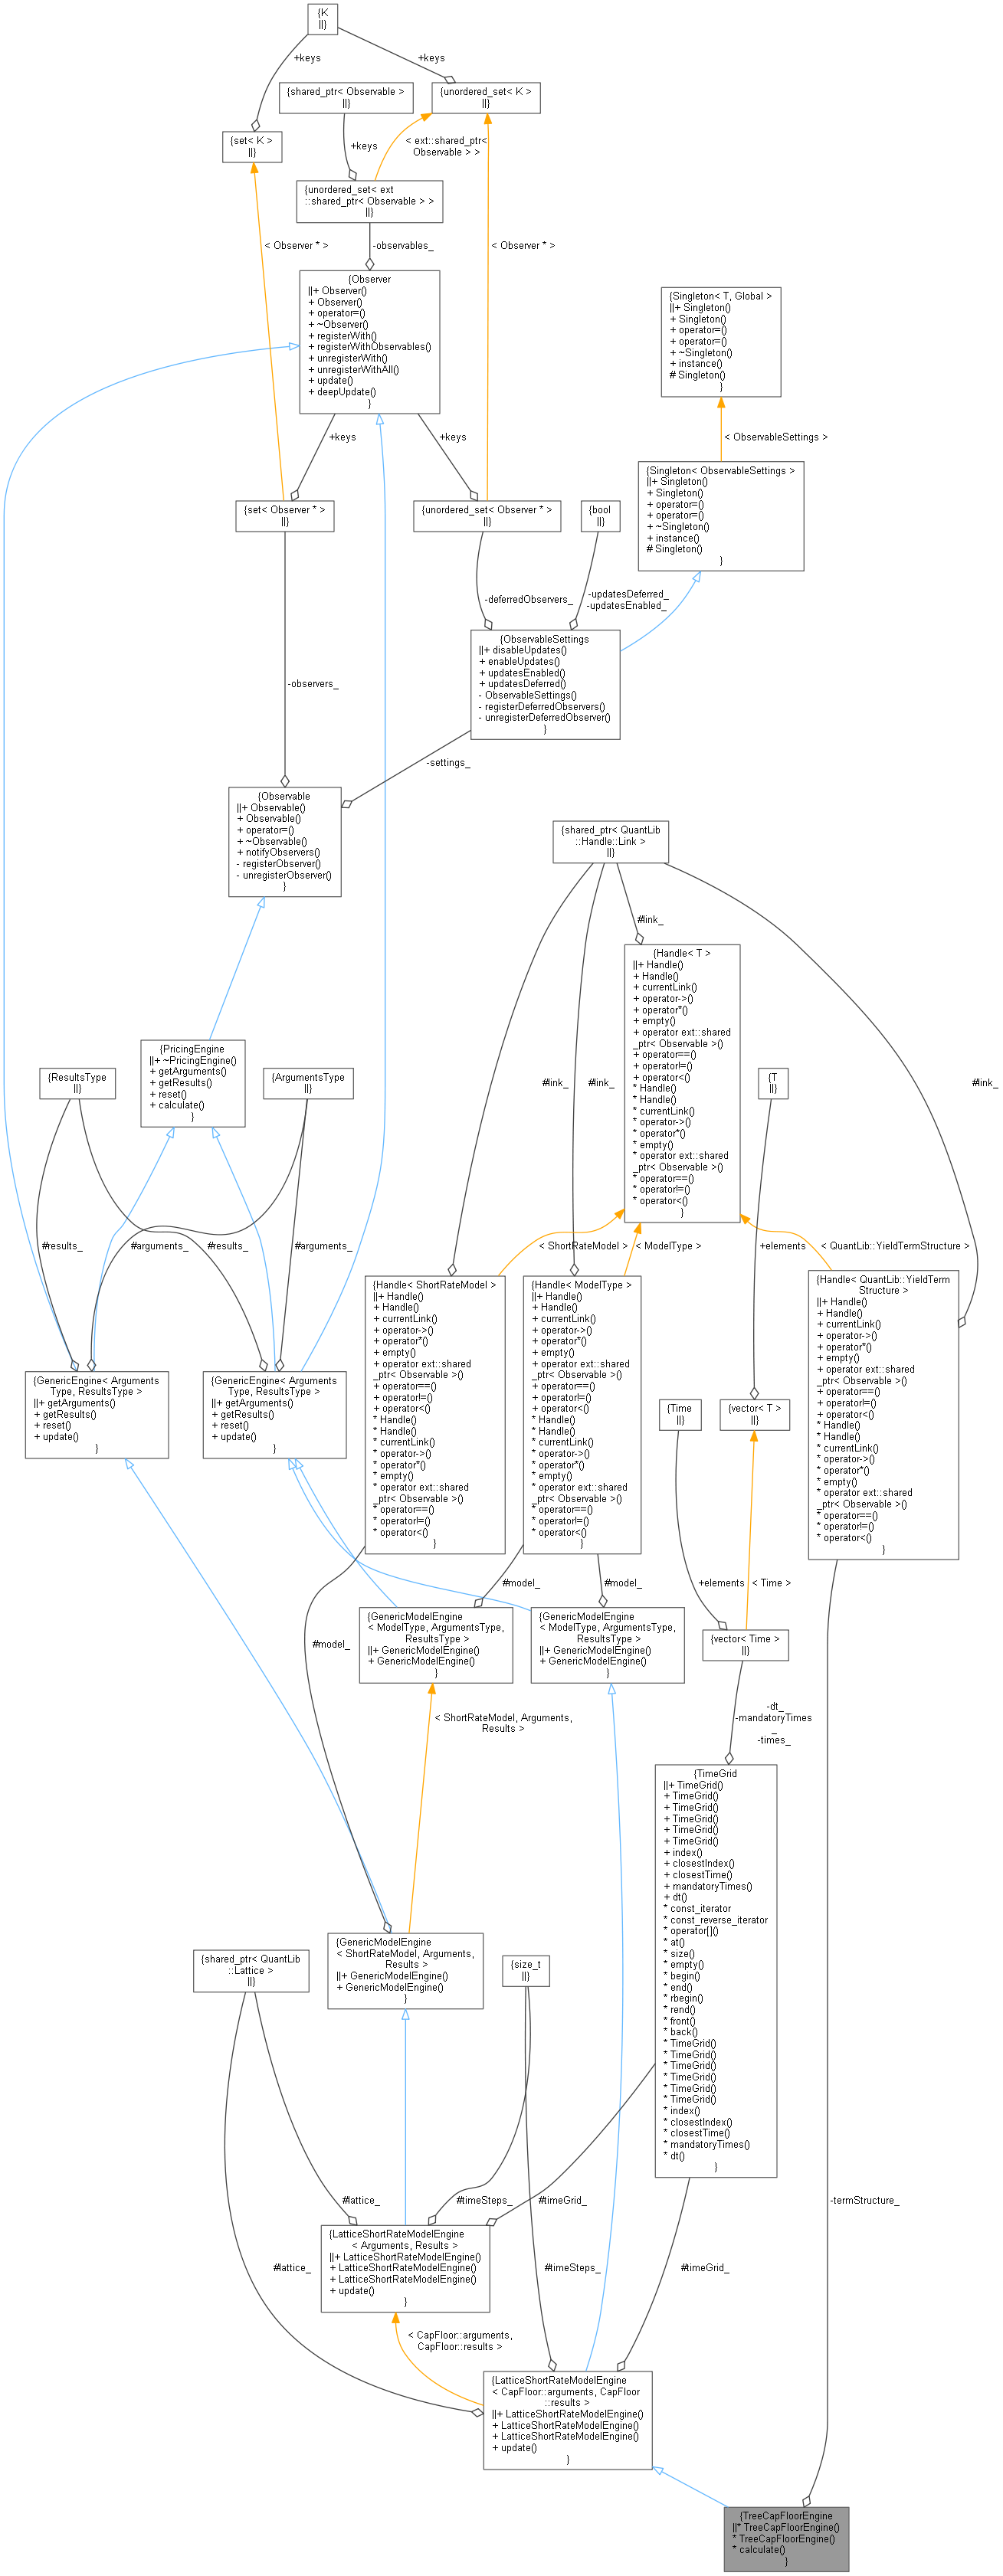 {K
||}
+keys
+keys
{shared_ptr< Observable >
||}
{unordered_set< K >
||}
{set< K >
||}
+keys
< ext::shared_ptr<
Observable > >
{unordered_set< ext
::shared_ptr< Observable > >
||}
< Observer * >
-observables_
< Observer * >
{Observer
||+ Observer()
+ Observer()
+ operator=()
+ ~Observer()
+ registerWith()
+ registerWithObservables()
+ unregisterWith()
+ unregisterWithAll()
+ update()
+ deepUpdate()
}
{Singleton< T, Global >
||+ Singleton()
+ Singleton()
+ operator=()
+ operator=()
+ ~Singleton()
+ instance()
# Singleton()
}
+keys
+keys
< ObservableSettings >
{Singleton< ObservableSettings >
||+ Singleton()
+ Singleton()
+ operator=()
+ operator=()
+ ~Singleton()
+ instance()
# Singleton()
}
{set< Observer * >
||}
{unordered_set< Observer * >
||}
{bool
||}
-deferredObservers_
-updatesDeferred_
-updatesEnabled_
{ObservableSettings
||+ disableUpdates()
+ enableUpdates()
+ updatesEnabled()
+ updatesDeferred()
- ObservableSettings()
- registerDeferredObservers()
- unregisterDeferredObserver()
}
-observers_
-settings_
{Observable
||+ Observable()
+ Observable()
+ operator=()
+ ~Observable()
+ notifyObservers()
- registerObserver()
- unregisterObserver()
}
{shared_ptr< QuantLib
::Handle::Link >
||}
#link_
{Handle< T >
||+ Handle()
+ Handle()
+ currentLink()
+ operator->()
+ operator*()
+ empty()
+ operator ext::shared
_ptr< Observable >()
+ operator==()
+ operator!=()
+ operator<()
* Handle()
* Handle()
* currentLink()
* operator->()
* operator*()
* empty()
* operator ext::shared
_ptr< Observable >()
* operator==()
* operator!=()
* operator<()
}
{PricingEngine
||+ ~PricingEngine()
+ getArguments()
+ getResults()
+ reset()
+ calculate()
}
{ResultsType
||}
{ArgumentsType
||}
#link_
#link_
#link_
{T
||}
#results_
#arguments_
#results_
#arguments_
< ShortRateModel >
< ModelType >
+elements
< QuantLib::YieldTermStructure >
{Handle< ShortRateModel >
||+ Handle()
+ Handle()
+ currentLink()
+ operator->()
+ operator*()
+ empty()
+ operator ext::shared
_ptr< Observable >()
+ operator==()
+ operator!=()
+ operator<()
* Handle()
* Handle()
* currentLink()
* operator->()
* operator*()
* empty()
* operator ext::shared
_ptr< Observable >()
* operator==()
* operator!=()
* operator<()
}
{Handle< ModelType >
||+ Handle()
+ Handle()
+ currentLink()
+ operator->()
+ operator*()
+ empty()
+ operator ext::shared
_ptr< Observable >()
+ operator==()
+ operator!=()
+ operator<()
* Handle()
* Handle()
* currentLink()
* operator->()
* operator*()
* empty()
* operator ext::shared
_ptr< Observable >()
* operator==()
* operator!=()
* operator<()
}
{Handle< QuantLib::YieldTerm
Structure >
||+ Handle()
+ Handle()
+ currentLink()
+ operator->()
+ operator*()
+ empty()
+ operator ext::shared
_ptr< Observable >()
+ operator==()
+ operator!=()
+ operator<()
* Handle()
* Handle()
* currentLink()
* operator->()
* operator*()
* empty()
* operator ext::shared
_ptr< Observable >()
* operator==()
* operator!=()
* operator<()
}
{GenericEngine< Arguments
Type, ResultsType >
||+ getArguments()
+ getResults()
+ reset()
+ update()
}
{GenericEngine< Arguments
Type, ResultsType >
||+ getArguments()
+ getResults()
+ reset()
+ update()
}
{Time
||}
{vector< T >
||}
#model_
#model_
+elements
< Time >
{GenericModelEngine
< ModelType, ArgumentsType,
ResultsType >
||+ GenericModelEngine()
+ GenericModelEngine()
}
{GenericModelEngine
< ModelType, ArgumentsType,
ResultsType >
||+ GenericModelEngine()
+ GenericModelEngine()
}
#model_
{vector< Time >
||}
< ShortRateModel, Arguments,
Results >
-dt_
-mandatoryTimes
_
-times_
{TimeGrid
||+ TimeGrid()
+ TimeGrid()
+ TimeGrid()
+ TimeGrid()
+ TimeGrid()
+ TimeGrid()
+ index()
+ closestIndex()
+ closestTime()
+ mandatoryTimes()
+ dt()
* const_iterator
* const_reverse_iterator
* operator[]()
* at()
* size()
* empty()
* begin()
* end()
* rbegin()
* rend()
* front()
* back()
* TimeGrid()
* TimeGrid()
* TimeGrid()
* TimeGrid()
* TimeGrid()
* TimeGrid()
* index()
* closestIndex()
* closestTime()
* mandatoryTimes()
* dt()
}
{GenericModelEngine
< ShortRateModel, Arguments,
Results >
||+ GenericModelEngine()
+ GenericModelEngine()
}
{shared_ptr< QuantLib
::Lattice >
||}
{size_t
||}
#lattice_
#timeSteps_
#timeGrid_
-termStructure_
{LatticeShortRateModelEngine
< Arguments, Results >
||+ LatticeShortRateModelEngine()
+ LatticeShortRateModelEngine()
+ LatticeShortRateModelEngine()
+ update()
}
#lattice_
#timeSteps_
#timeGrid_
< CapFloor::arguments,
CapFloor::results >
{LatticeShortRateModelEngine
< CapFloor::arguments, CapFloor
::results >
||+ LatticeShortRateModelEngine()
+ LatticeShortRateModelEngine()
+ LatticeShortRateModelEngine()
+ update()
}
{TreeCapFloorEngine
||* TreeCapFloorEngine()
* TreeCapFloorEngine()
* calculate()
}